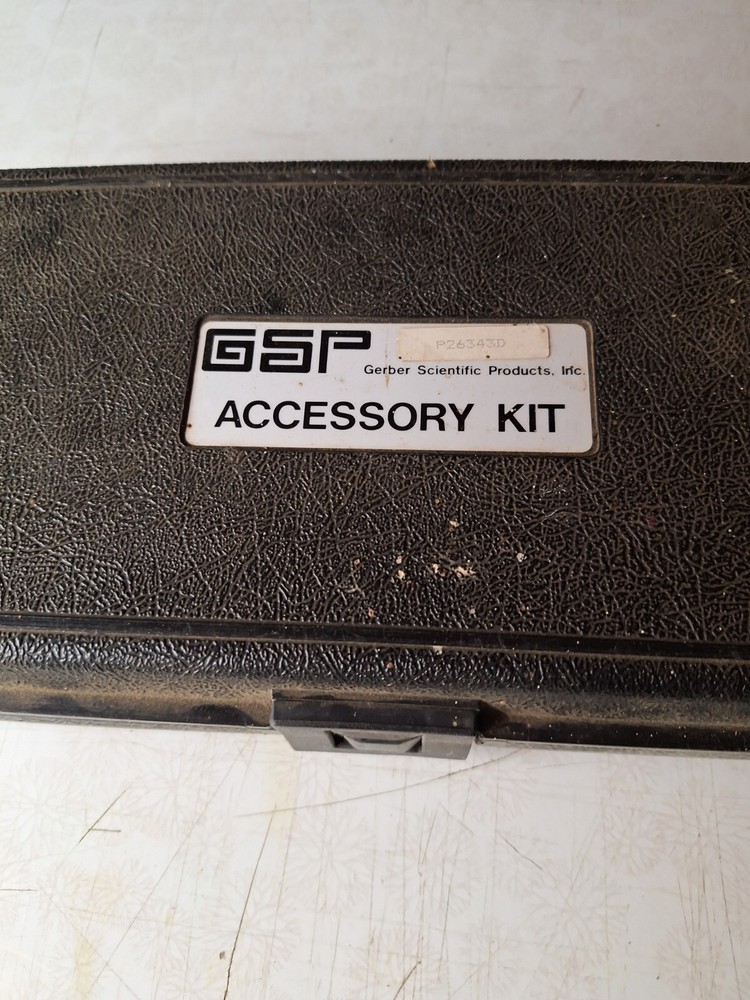 GSP P26343D
Gerber Scientific Products, Inc.
ACCESSORY KIT